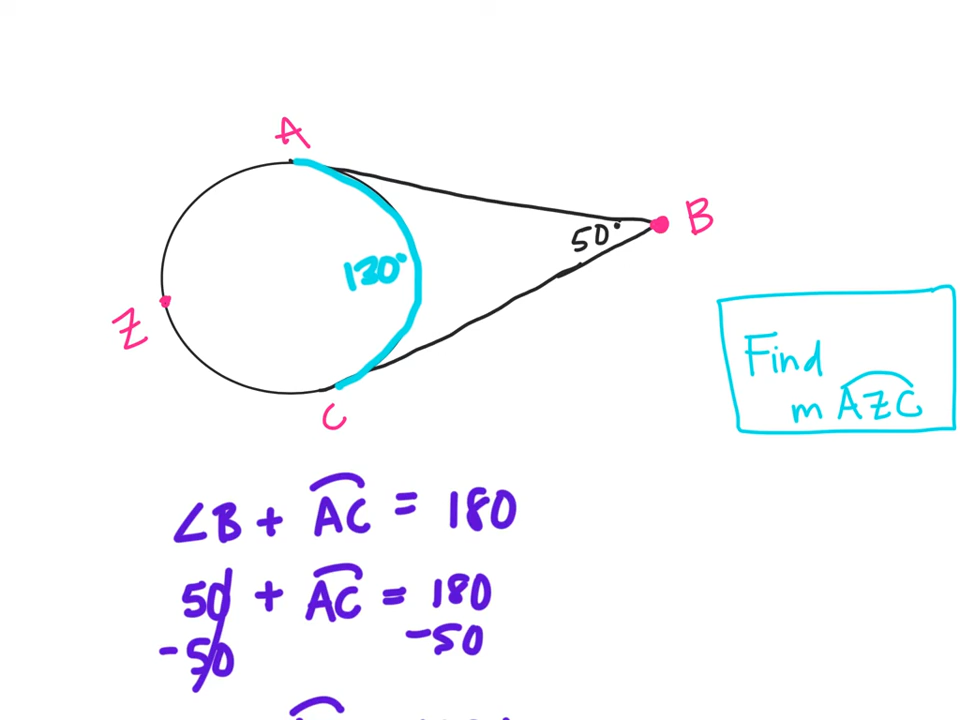 A
B
50°
130°
Z
C
Find
m AZC
∠B + AC = 180
50 + AC = 180
-50 -50